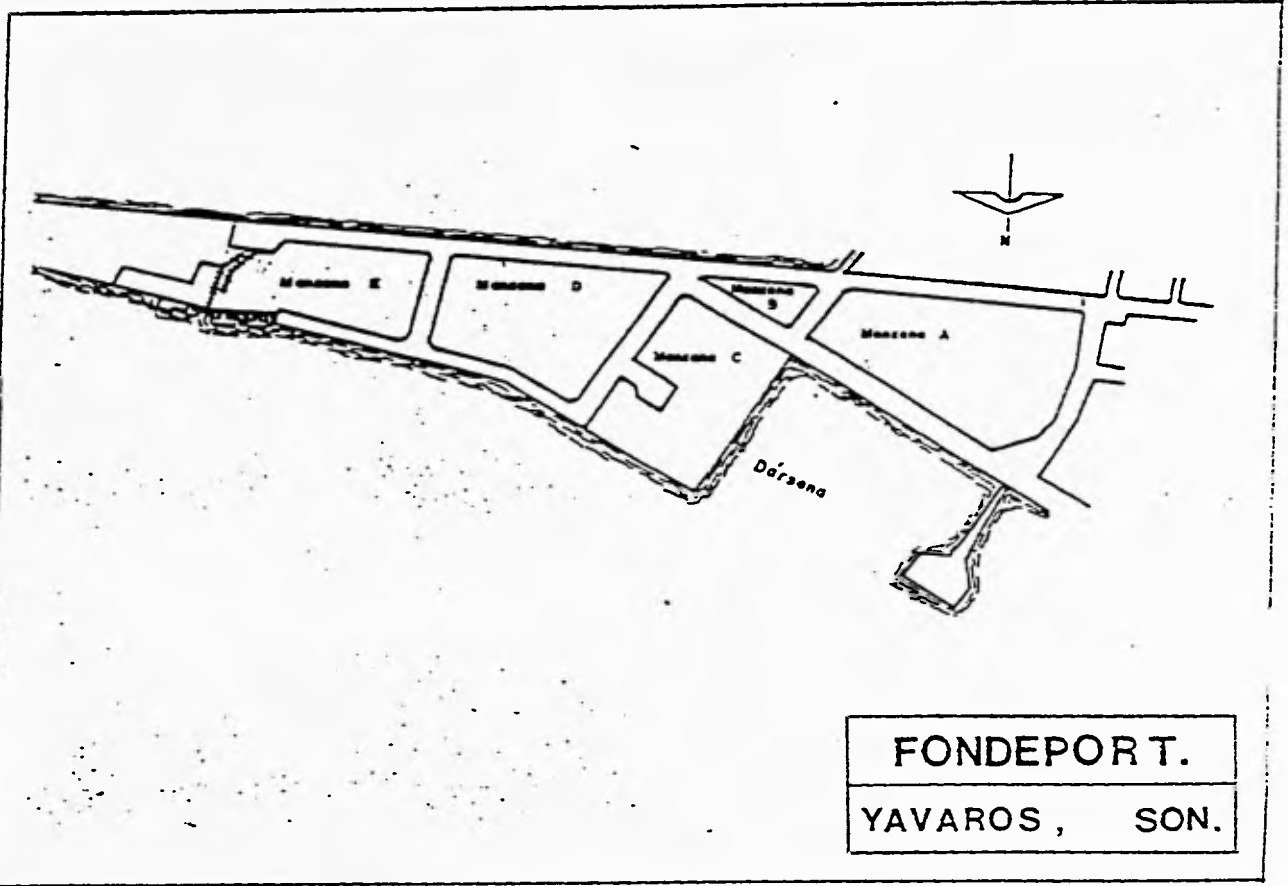 N
Manzana E
Manzana D
Manzana
B
Manzana A
Manzana C
Dársena
FONDEPORT.
YAVAROS, SON.